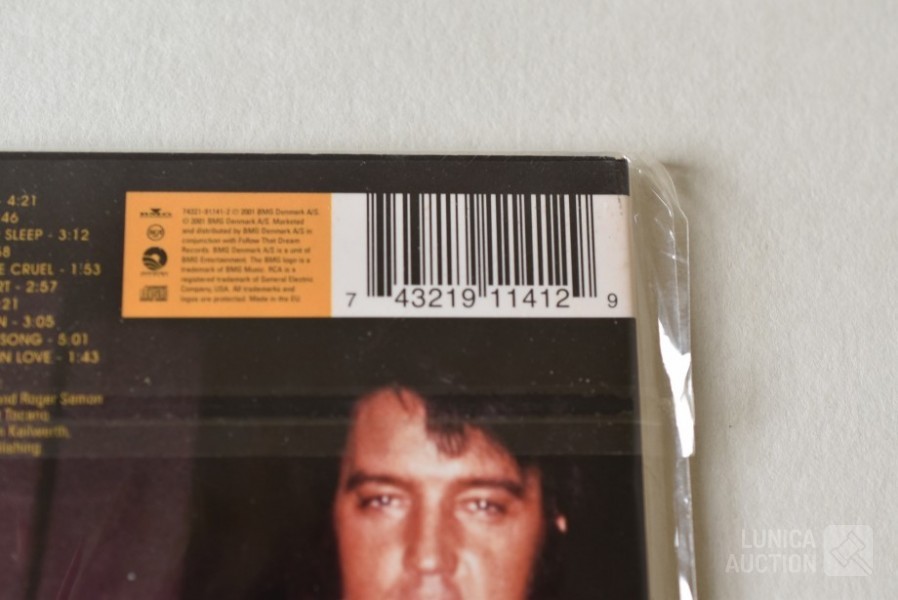 - 4:21
46
SLEEP - 3:12
E CRUEL - 1:53
RT - 2:57
:21
N - 3:05
SONG - 5:01
IN LOVE - 1:43
and Roger Semon
Tacano
Keilworth,
BMG
74321-91141-2 Ⓟ 2001 BMG Denmark A/S.
© 2001 BMG Denmark A/S. Marketed
and distributed by BMG Denmark A/S in
conjunction with Follow That Dream
Records. BMG Denmark A/S is a unit of
BMG Entertainment. The BMG logo is a
trademark of BMG Music. RCA is a
registered trademark of General Electric
Company, USA. All trademarks and
logos are protected. Made in the EU
7 43219 11412 9
LUNICA
AUCTION